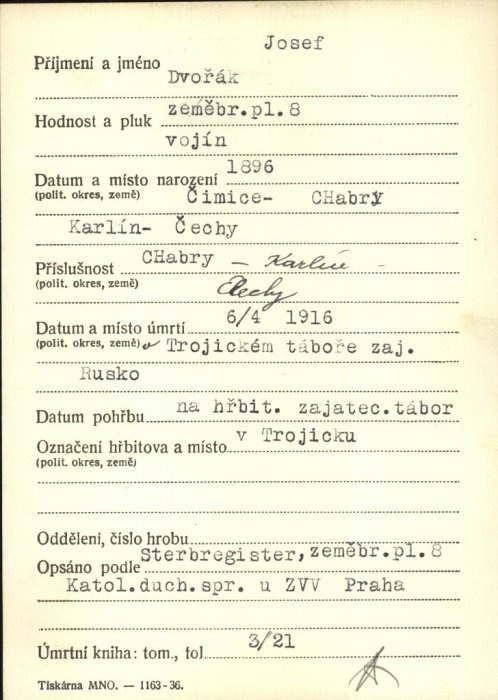 Josef
Příjmení a jméno Dvořák
zeměbr.pl.8
Hodnost a pluk
vojín
1896
Datum a místo narození
(polit. okres, země) Čimice- CHabry
Karlín- Čechy
Příslušnost CHabry - Karlín -
(polit. okres, země) Čechy
Datum a místo úmrtí 6/4 1916
(polit. okres, země) v Trojickém táboře zaj.
Rusko
Datum pohřbu na hřbit. zajatec.tábor
Označení hřbitova a místo v Trojicku
(polit. okres, země)
Oddělení, číslo hrobu
Sterbregister, zeměbr.pl.8
Opsáno podle
Katol.duch.spr. u ZVV Praha
Úmrtní kniha: tom., fol. 3/21
Tiskárna MNO. — 1163-36.